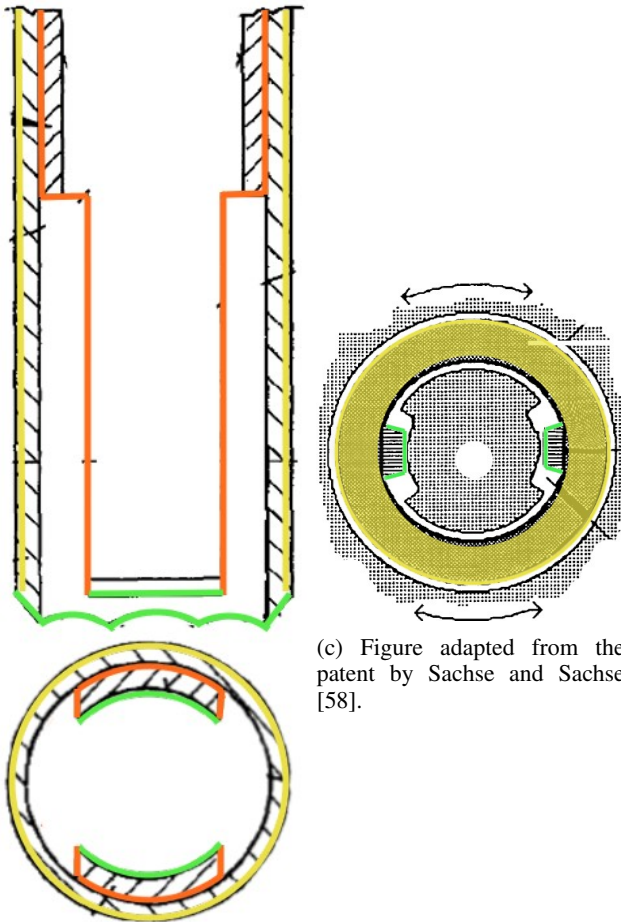 (c) Figure adapted from the
patent by Sachse and Sachse
[58].